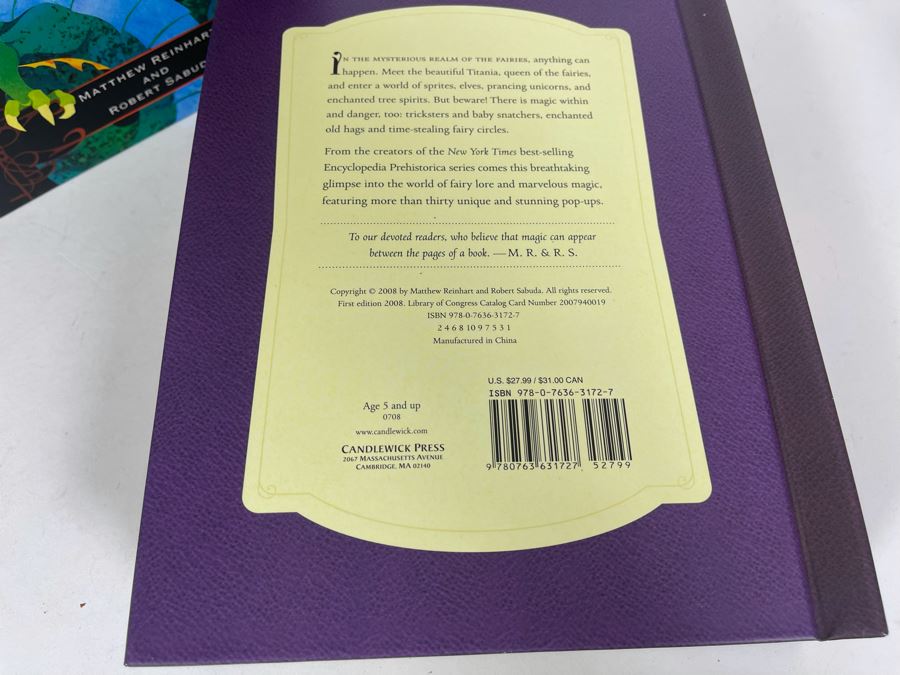 MATTHEW REINHAR
AND
ROBERT SABUD
IN THE MYSTERIOUS REALM OF THE FAIRIES, anything can
happen. Meet the beautiful Titania, queen of the fairies,
and enter a world of sprites, elves, prancing unicorns, and
enchanted tree spirits. But beware! There is magic within
and danger, too: tricksters and baby snatchers, enchanted
old hags and time-stealing fairy circles.
From the creators of the New York Times best-selling
Encyclopedia Prehistorica series comes this breathtaking
glimpse into the world of fairy lore and marvelous magic,
featuring more than thirty unique and stunning pop-ups.
To our devoted readers, who believe that magic can appear
between the pages of a book. — M. R. & R. S.
Copyright © 2008 by Matthew Reinhart and Robert Sabuda. All rights reserved.
First edition 2008. Library of Congress Catalog Card Number 2007940019
ISBN 978-0-7636-3172-7
2 4 6 8 10 9 7 5 3 1
Manufactured in China
Age 5 and up
0708
www.candlewick.com
CANDLEWICK PRESS
2067 MASSACHUSETTS AVENUE
CAMBRIDGE, MA 02140
U.S. $27.99 / $31.00 CAN
ISBN 978-0-7636-3172-7
9 780763 631727 52799